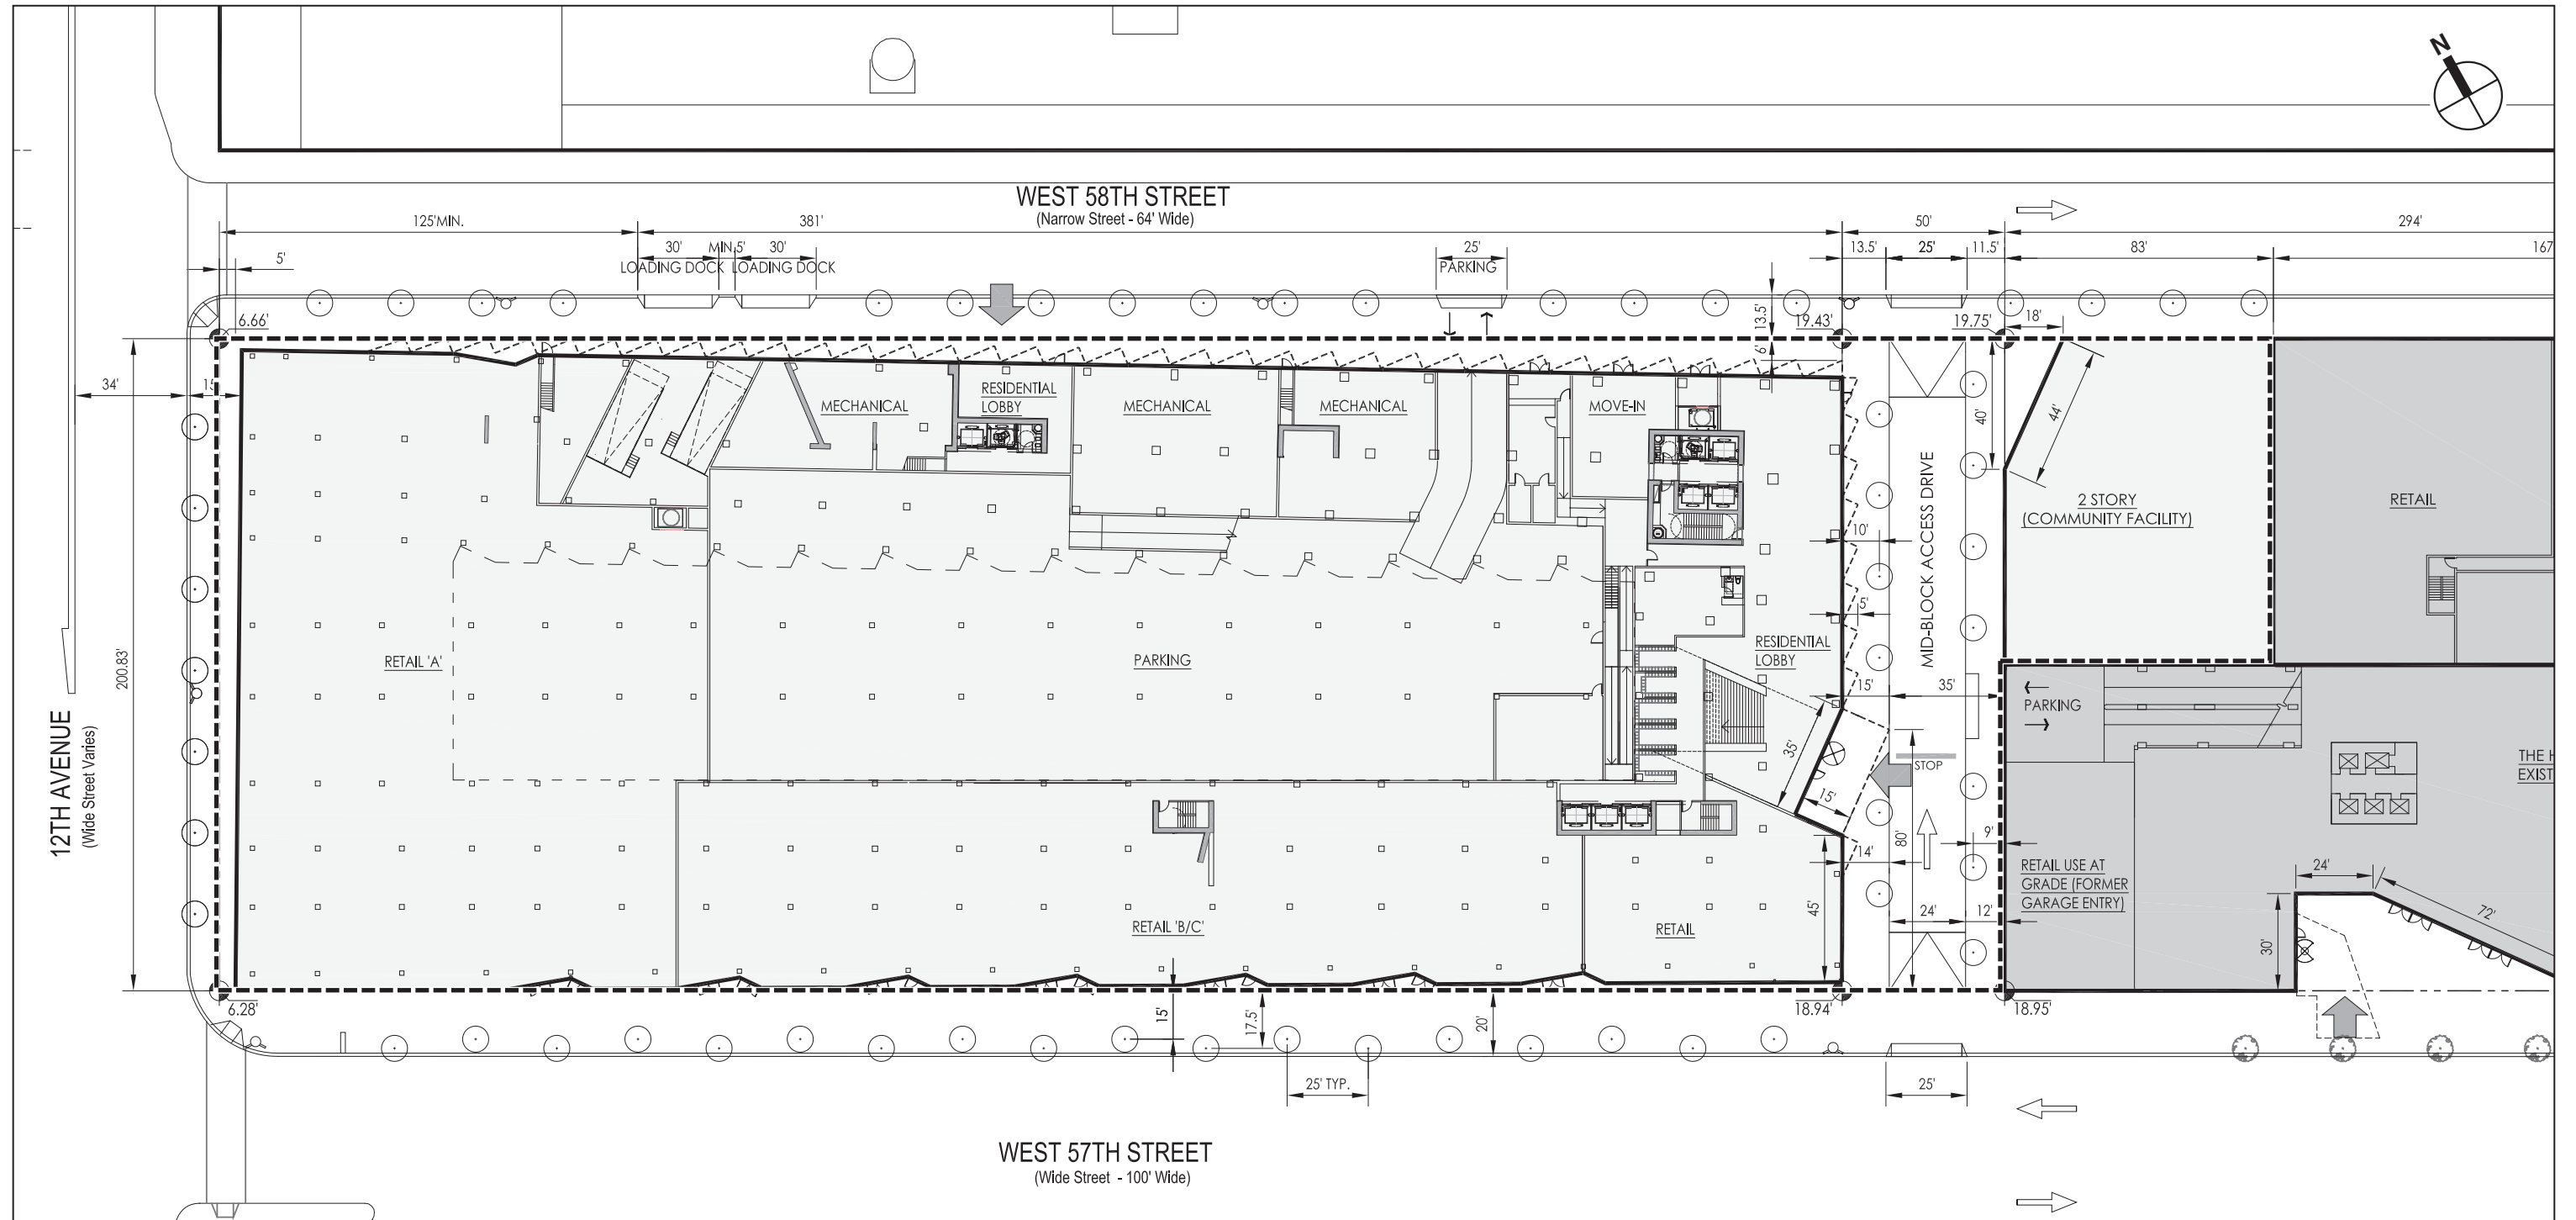 N
WEST 58TH STREET
(Narrow Street - 64' Wide)
125'MIN.
381'
50'
294'
30'
MIN.5'
30'
25'
13.5'
25'
11.5'
83'
167
5'
LOADING DOCK
LOADING DOCK
PARKING
13.5'
6.66'
19.43'
19.75'
18'
6'
34'
15'
RESIDENTIAL
LOBBY
MECHANICAL
MECHANICAL
MECHANICAL
MOVE-IN
40'
44'
MID-BLOCK ACCESS DRIVE
2 STORY
(COMMUNITY FACILITY)
RETAIL
10'
5'
200.83'
RETAIL 'A'
PARKING
RESIDENTIAL
LOBBY
15'
35'
PARKING
12TH AVENUE
(Wide Street Varies)
35'
15'
STOP
THE H
EXIST
80'
14'
9'
RETAIL USE AT
GRADE (FORMER
GARAGE ENTRY)
24'
72'
45'
24'
12'
30'
RETAIL 'B/C'
RETAIL
6.28'
18.94'
18.95'
15'
17.5'
20'
25' TYP.
25'
WEST 57TH STREET
(Wide Street - 100' Wide)